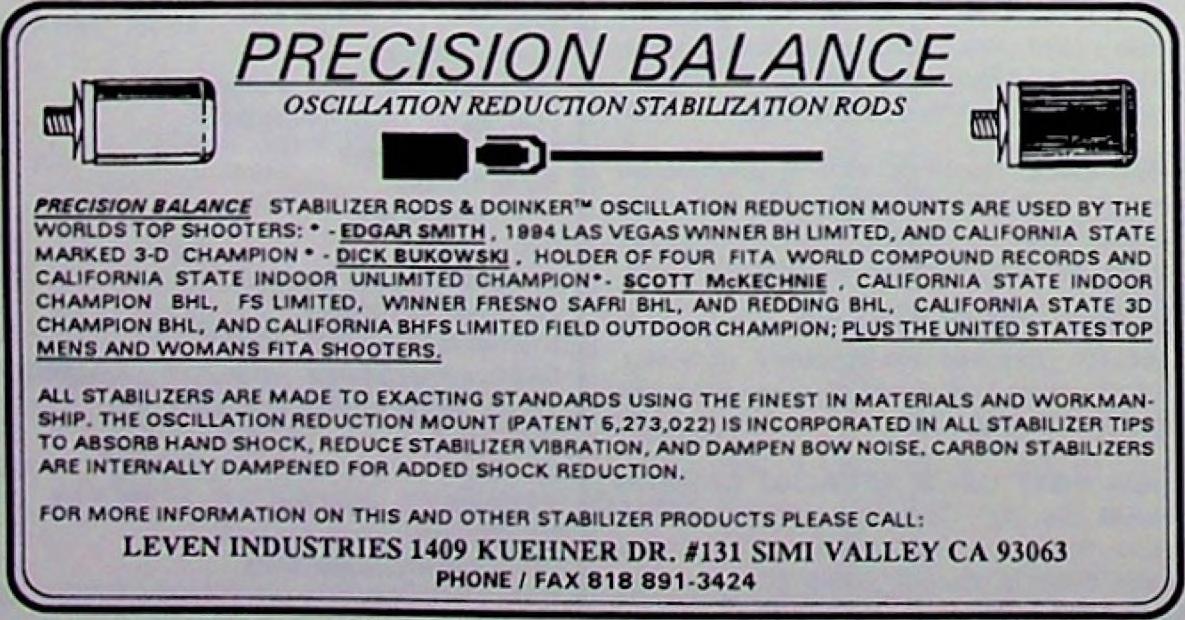 PRECISION BALANCE
OSCILLATION REDUCTION STABILIZATION RODS
PRECISION BALANCE STABILIZER RODS & DOINKER™ OSCILLATION REDUCTION MOUNTS ARE USED BY THE
WORLDS TOP SHOOTERS: * - EDGAR SMITH , 1994 LAS VEGAS WINNER BH LIMITED, AND CALIFORNIA STATE
MARKED 3-D CHAMPION * - DICK BUKOWSKI , HOLDER OF FOUR FITA WORLD COMPOUND RECORDS AND
CALIFORNIA STATE INDOOR UNLIMITED CHAMPION*- SCOTT McKECHNIE , CALIFORNIA STATE INDOOR
CHAMPION BHL, FS LIMITED, WINNER FRESNO SAFRI BHL, AND REDDING BHL, CALIFORNIA STATE 3D
CHAMPION BHL, AND CALIFORNIA BHFS LIMITED FIELD OUTDOOR CHAMPION; PLUS THE UNITED STATES TOP
MENS AND WOMANS FITA SHOOTERS.
ALL STABILIZERS ARE MADE TO EXACTING STANDARDS USING THE FINEST IN MATERIALS AND WORKMAN-
SHIP. THE OSCILLATION REDUCTION MOUNT (PATENT 5,273,022) IS INCORPORATED IN ALL STABILIZER TIPS
TO ABSORB HAND SHOCK, REDUCE STABILIZER VIBRATION, AND DAMPEN BOW NOISE. CARBON STABILIZERS
ARE INTERNALLY DAMPENED FOR ADDED SHOCK REDUCTION.
FOR MORE INFORMATION ON THIS AND OTHER STABILIZER PRODUCTS PLEASE CALL:
LEVEN INDUSTRIES 1409 KUEHNER DR. #131 SIMI VALLEY CA 93063
PHONE / FAX 818 891-3424